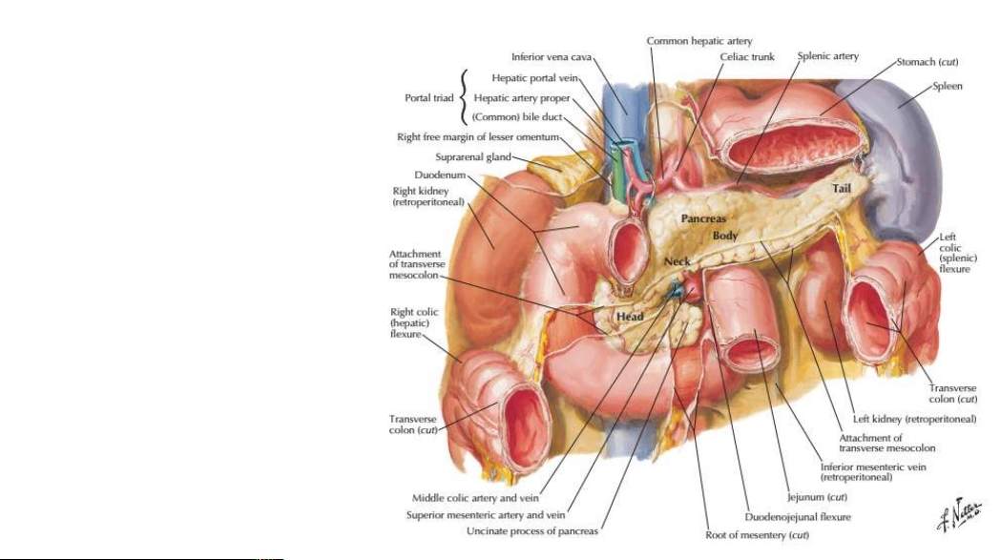 Common hepatic artery
Inferior vena cava
Celiac trunk
Splenic artery
Stomach (cut)
Hepatic portal vein
Spleen
Portal triad
Hepatic artery proper
(Common) bile duct
Right free margin of lesser omentum
Suprarenal gland
Duodenum
Right kidney
(retroperitoneal)
Tail
Pancreas
Body
Neck
Head
Left
colic
(splenic)
flexure
Attachment
of transverse
mesocolon
Right colic
(hepatic)
flexure
Transverse
colon (cut)
Transverse
colon (cut)
Left kidney (retroperitoneal)
Attachment of
transverse mesocolon
Inferior mesenteric vein
(retroperitoneal)
Middle colic artery and vein
Jejunum (cut)
Superior mesenteric artery and vein
Duodenojejunal flexure
Uncinate process of pancreas
Root of mesentery (cut)
F. Netter
M.D.